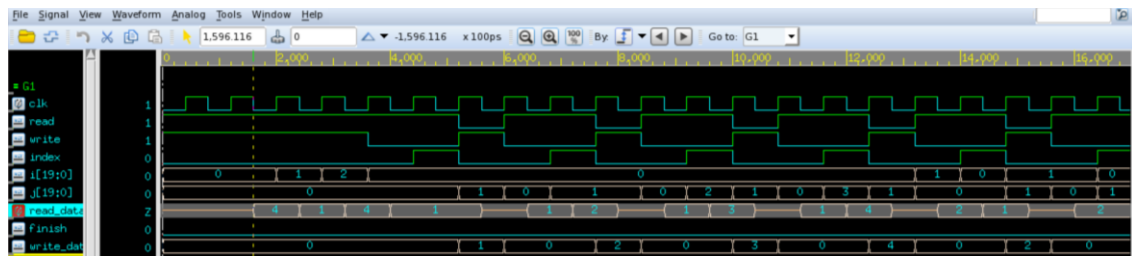 File Signal View Waveform Analog Tools Window Help
1,596.116 0 -1,596.116 x 100ps 100 % By: Go to: G1
0 2,000 4,000 6,000 8,000 10,000 12,000 14,000 16,000
G1
clk 1
read 1
write 1
index 0
i[19:0] 0 0 1 2 0 1 0 1 0
j[19:0] 0 0 1 0 1 0 2 1 0 3 1 0 1 0 1
read_data Z 4 1 4 1 1 2 1 3 1 4 2 1 2
finish 0
write_dat 0 0 1 0 2 0 3 0 4 0 2 0